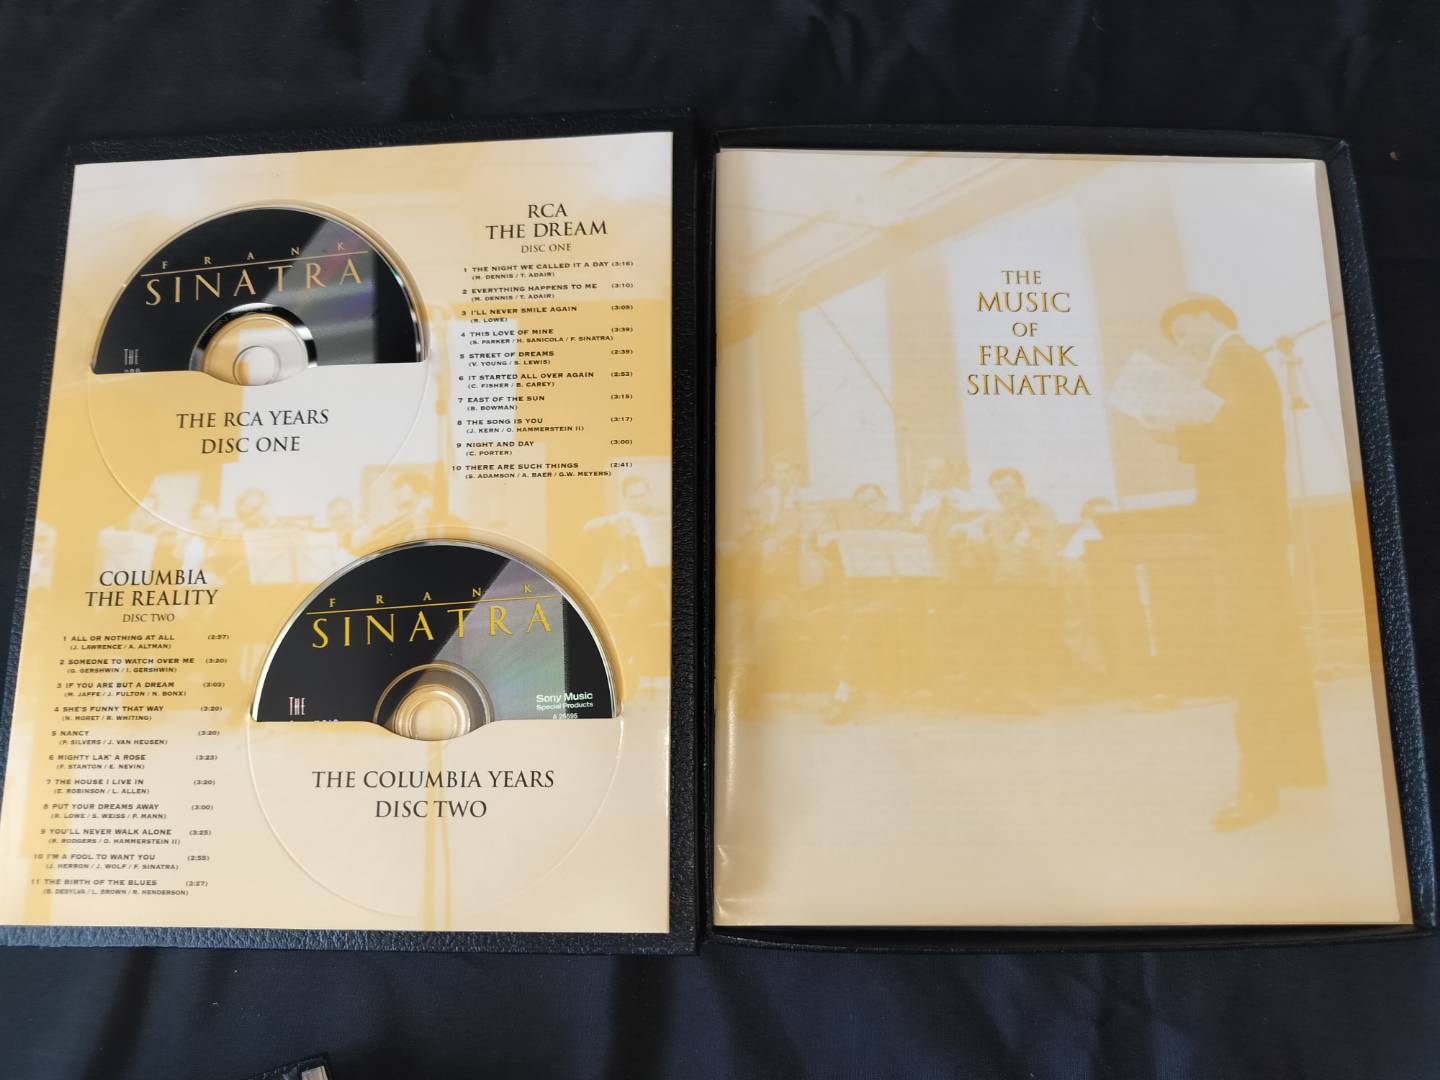 FRANK
SINATRA
THE
THE RCA YEARS
DISC ONE
RCA
THE DREAM
DISC ONE
1 THE NIGHT WE CALLED IT A DAY (3:16)
(M. DENNIS / T. ADAIR)
2 EVERYTHING HAPPENS TO ME (3:10)
(M. DENNIS / T. ADAIR)
3 I'LL NEVER SMILE AGAIN (3:09)
(R. LOWE)
4 THIS LOVE OF MINE (3:39)
(S. PARKER / H. SANICOLA / F. SINATRA)
5 STREET OF DREAMS (2:39)
(V. YOUNG / S. LEWIS)
6 IT STARTED ALL OVER AGAIN (2:53)
(C. FISHER / B. CAREY)
7 EAST OF THE SUN (3:15)
(B. BOWMAN)
8 THE SONG IS YOU (3:17)
(J. KERN / O. HAMMERSTEIN II)
9 NIGHT AND DAY (3:00)
(C. PORTER)
10 THERE ARE SUCH THINGS (2:41)
(S. ADAMSON / A. BAER / G.W. MEYERS)
COLUMBIA
THE REALITY
DISC TWO
1 ALL OR NOTHING AT ALL (2:57)
(J. LAWRENCE / A. ALTMAN)
2 SOMEONE TO WATCH OVER ME (3:20)
(G. GERSHWIN / I. GERSHWIN)
3 IF YOU ARE BUT A DREAM (3:03)
(M. JAFFE / J. FULTON / N. BONX)
4 SHE'S FUNNY THAT WAY (3:20)
(N. MORET / R. WHITING)
5 NANCY (3:20)
(P. SILVERS / J. VAN HEUSEN)
6 MIGHTY LAK' A ROSE (3:23)
(F. STANTON / E. NEVIN)
7 THE HOUSE I LIVE IN (3:20)
(E. ROBINSON / L. ALLEN)
8 PUT YOUR DREAMS AWAY (3:00)
(R. LOWE / S. WEISS / P. MANN)
9 YOU'LL NEVER WALK ALONE (3:25)
(R. RODGERS / O. HAMMERSTEIN II)
10 I'M A FOOL TO WANT YOU (2:55)
(J. HERRON / J. WOLF / F. SINATRA)
11 THE BIRTH OF THE BLUES (3:27)
(B. DESYLVA / L. BROWN / R. HENDERSON)
FRANK
SINATRA
THE
Sony Music
Special Products
A 26595
THE COLUMBIA YEARS
DISC TWO
THE
MUSIC
OF
FRANK
SINATRA